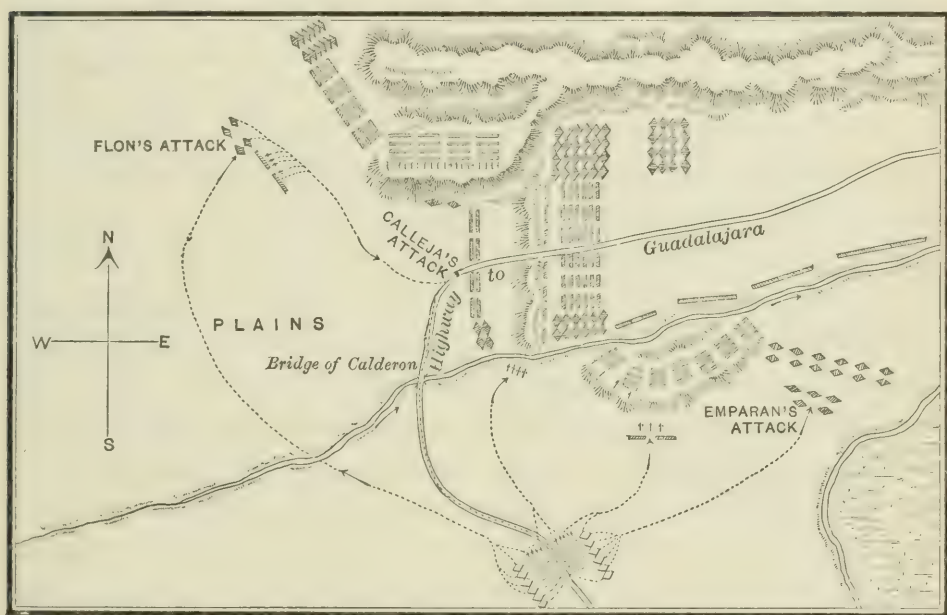 FLON'S ATTACK
CALLEJA'S
ATTACK
Highway to Guadalajara
N
W
E
S
PLAINS
Bridge of Calderon
EMPARAN'S
ATTACK